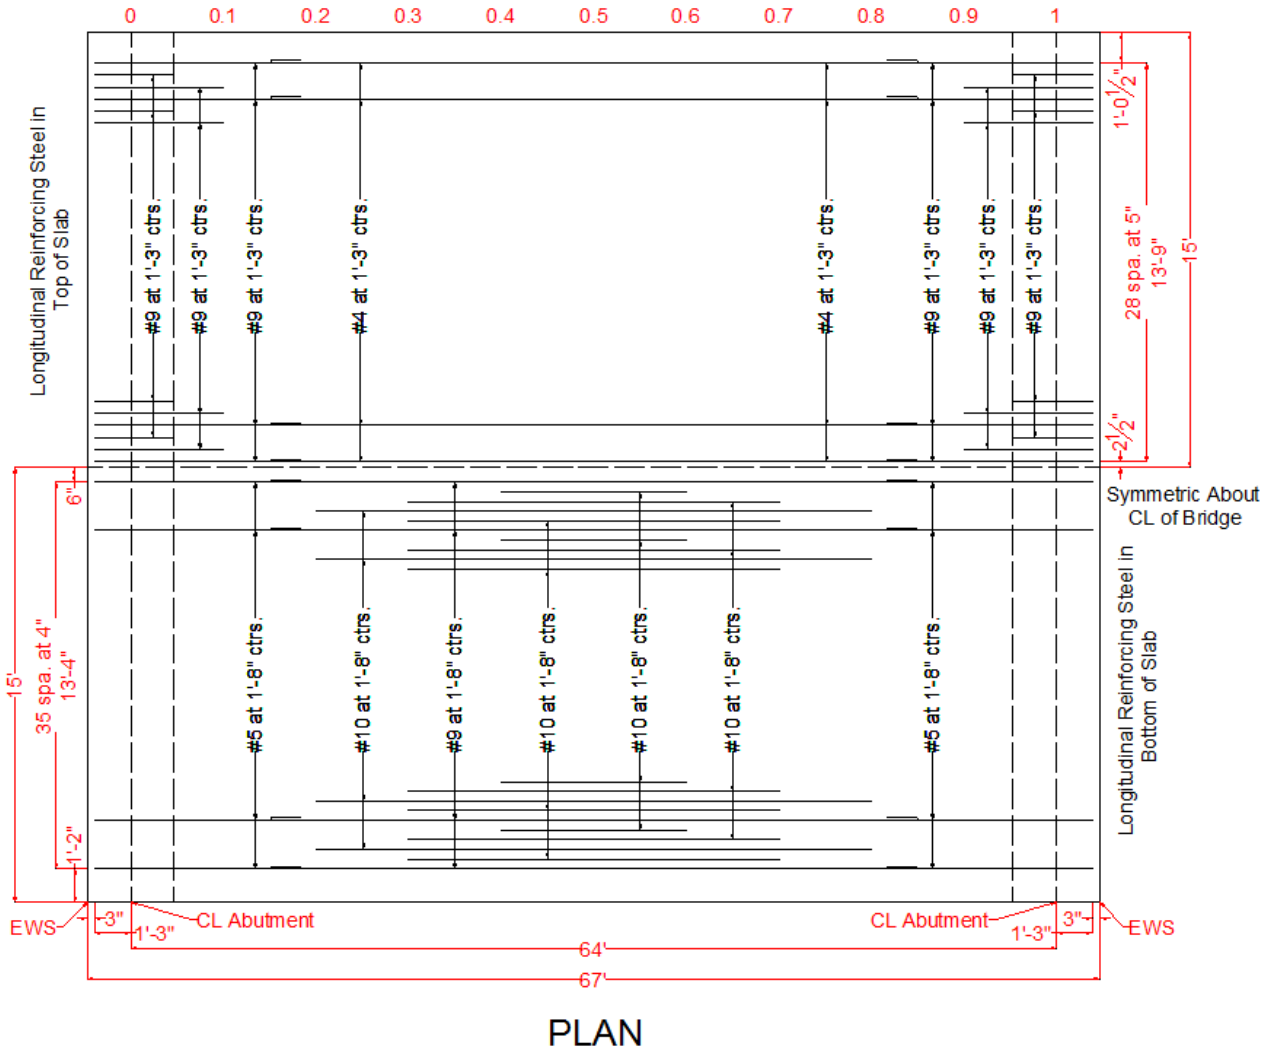 0 0.1 0.2 0.3 0.4 0.5 0.6 0.7 0.8 0.9 1
Longitudinal Reinforcing Steel in
Top of Slab
#9 at 1'-3" ctrs.
#9 at 1'-3" ctrs.
#9 at 1'-3" ctrs.
#4 at 1'-3" ctrs.
#4 at 1'-3" ctrs.
#9 at 1'-3" ctrs.
#9 at 1'-3" ctrs.
#9 at 1'-3" ctrs.
1'-0 1/2"
28 spa. at 5"
13'-9"
15'
2 1/2"
Symmetric About
CL of Bridge
6"
15'
35 spa. at 4"
13'-4"
1'-2"
#5 at 1'-8" ctrs.
#10 at 1'-8" ctrs.
#9 at 1'-8" ctrs.
#10 at 1'-8" ctrs.
#10 at 1'-8" ctrs.
#10 at 1'-8" ctrs.
#5 at 1'-8" ctrs.
Longitudinal Reinforcing Steel in
Bottom of Slab
EWS 3" CL Abutment CL Abutment 3" EWS
1'-3" 1'-3"
64'
67'
PLAN